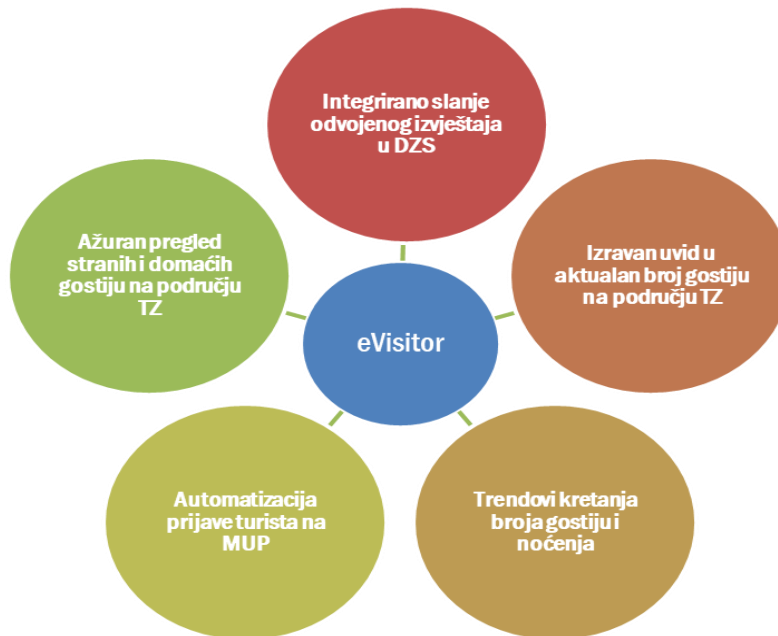 Integrirano slanje
odvojenog izvještaja
u DZS
Ažuran pregled
stranih i domaćih
gostiju na području
TZ
Izravan uvid u
aktualan broj gostiju
na području TZ
eVisitor
Automatizacija
prijave turista na
MUP
Trendovi kretanja
broja gostiju i
noćenja